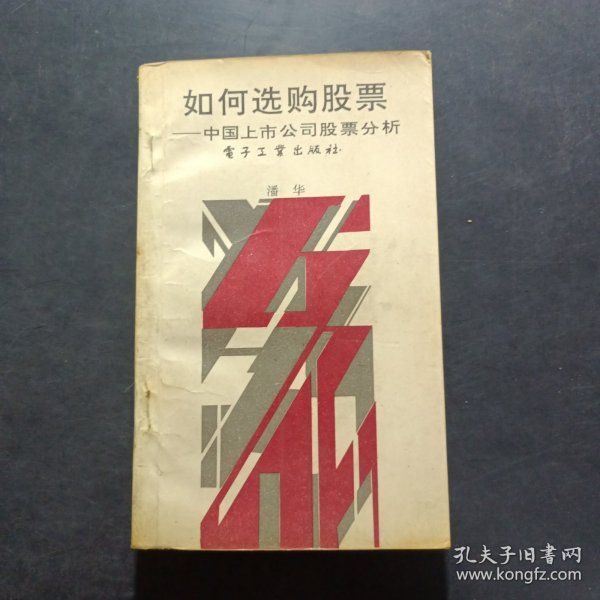 如何选购股票
——中国上市公司股票分析
電子工業出版社
潘 华
孔夫子旧书网
www.kongfz.com